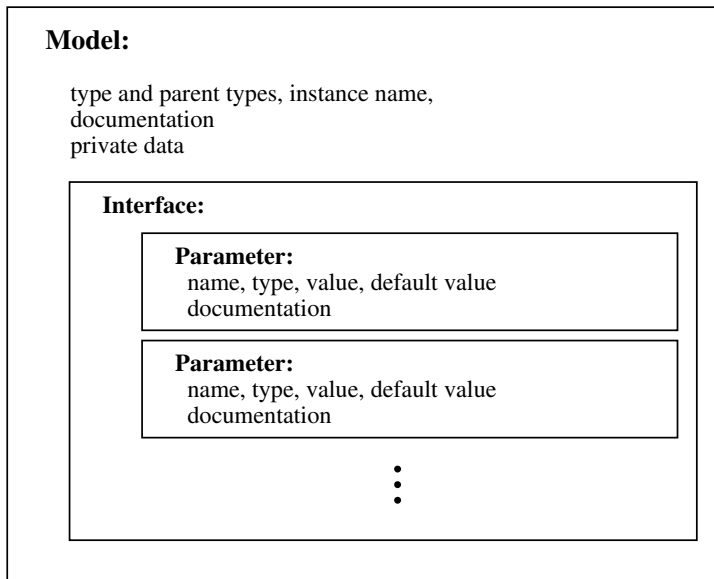 Model:
type and parent types, instance name,
documentation
private data
Interface:
Parameter:
name, type, value, default value
documentation
Parameter:
name, type, value, default value
documentation